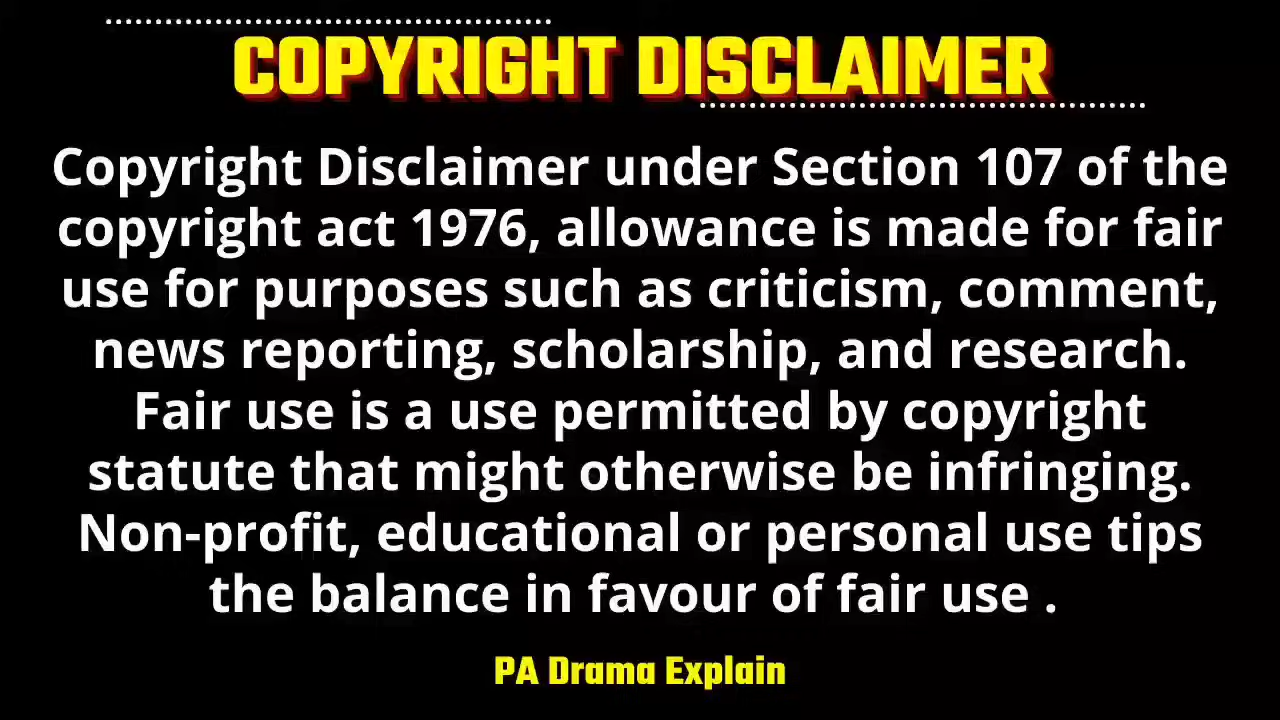 COPYRIGHT DISCLAIMER
Copyright Disclaimer under Section 107 of the
copyright act 1976, allowance is made for fair
use for purposes such as criticism, comment,
news reporting, scholarship, and research.
Fair use is a use permitted by copyright
statute that might otherwise be infringing.
Non-profit, educational or personal use tips
the balance in favour of fair use .
PA Drama Explain